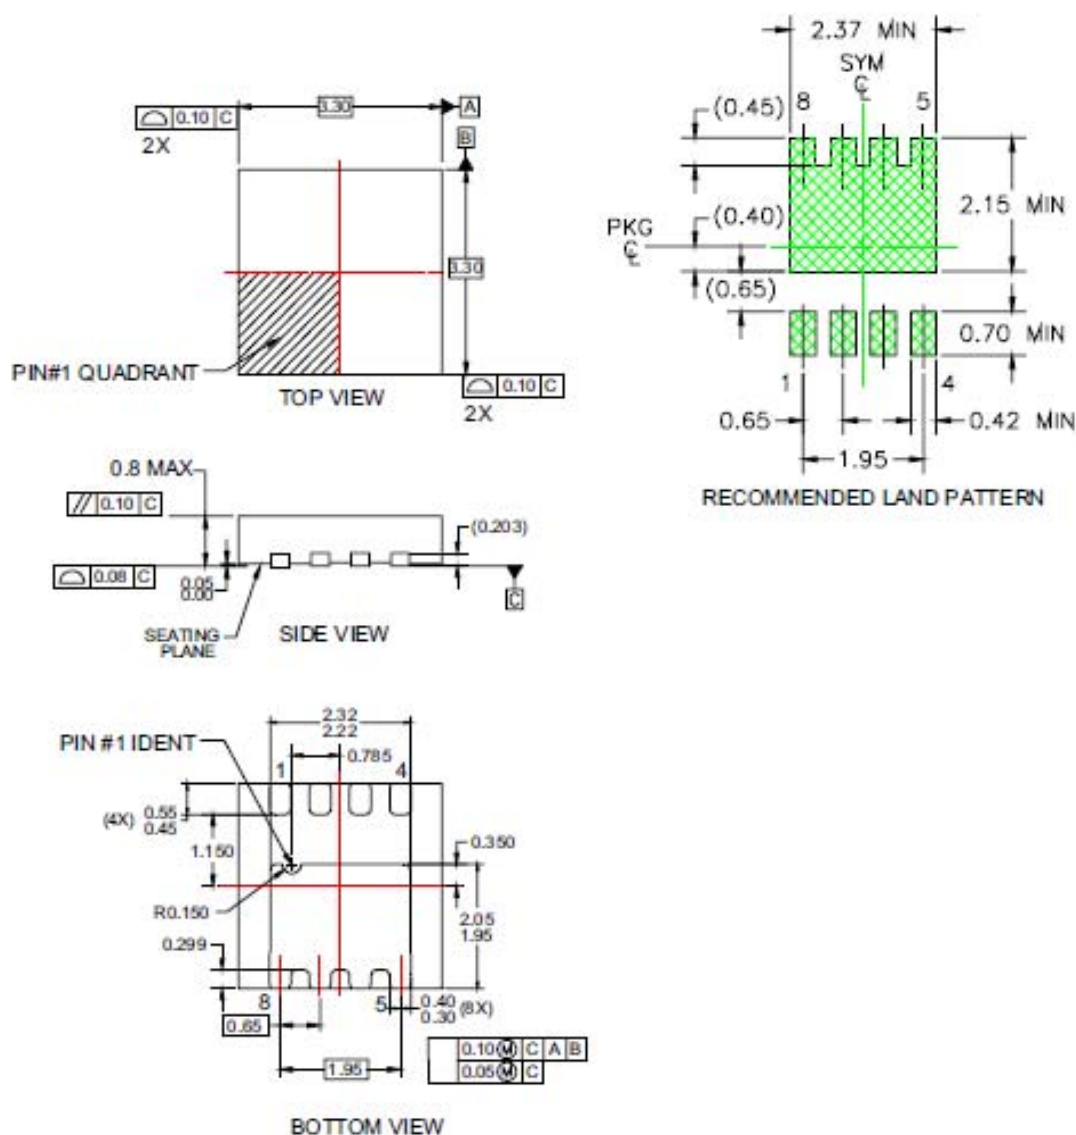 0.10 C
2X
3.30
A
B
3.30
PIN#1 QUADRANT
TOP VIEW
0.10 C
2X
2.37 MIN
SYM
CL
8
5
(0.45)
(0.40)
PKG
CL
(0.65)
2.15 MIN
0.70 MIN
1
4
0.65
0.42 MIN
1.95
RECOMMENDED LAND PATTERN
0.8 MAX
// 0.10 C
0.08 C
0.05
0.00
(0.203)
C
SEATING
PLANE
SIDE VIEW
2.32
2.22
PIN #1 IDENT
0.785
1
4
(4X) 0.55
0.45
1.150
0.350
R0.150
2.05
1.95
0.299
8
5
0.40
0.30 (8X)
0.65
1.95
0.10 Ⓜ C A B
0.05 Ⓜ C
BOTTOM VIEW